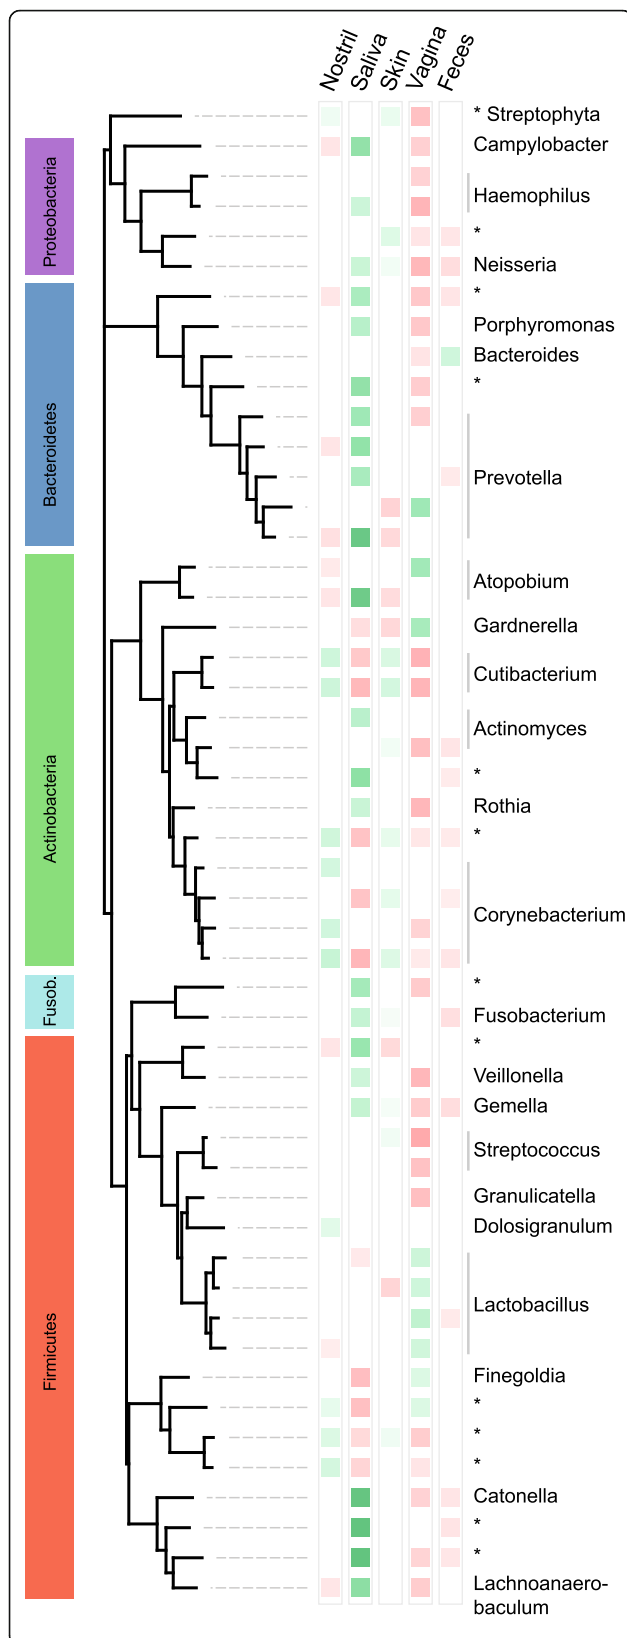 Nostril
Saliva
Skin
Vagina
Feces
* Streptophyta
Proteobacteria
Campylobacter
Haemophilus
*
Neisseria
Bacteroidetes
*
Porphyromonas
Bacteroides
*
Prevotella
Actinobacteria
Atopobium
Gardnerella
Cutibacterium
Actinomyces
*
Rothia
*
Corynebacterium
Fusob.
*
Fusobacterium
Firmicutes
*
Veillonella
Gemella
Streptococcus
Granulicatella
Dolosigranulum
Lactobacillus
Finegoldia
*
*
*
Catonella
*
*
Lachnoanaero-
baculum